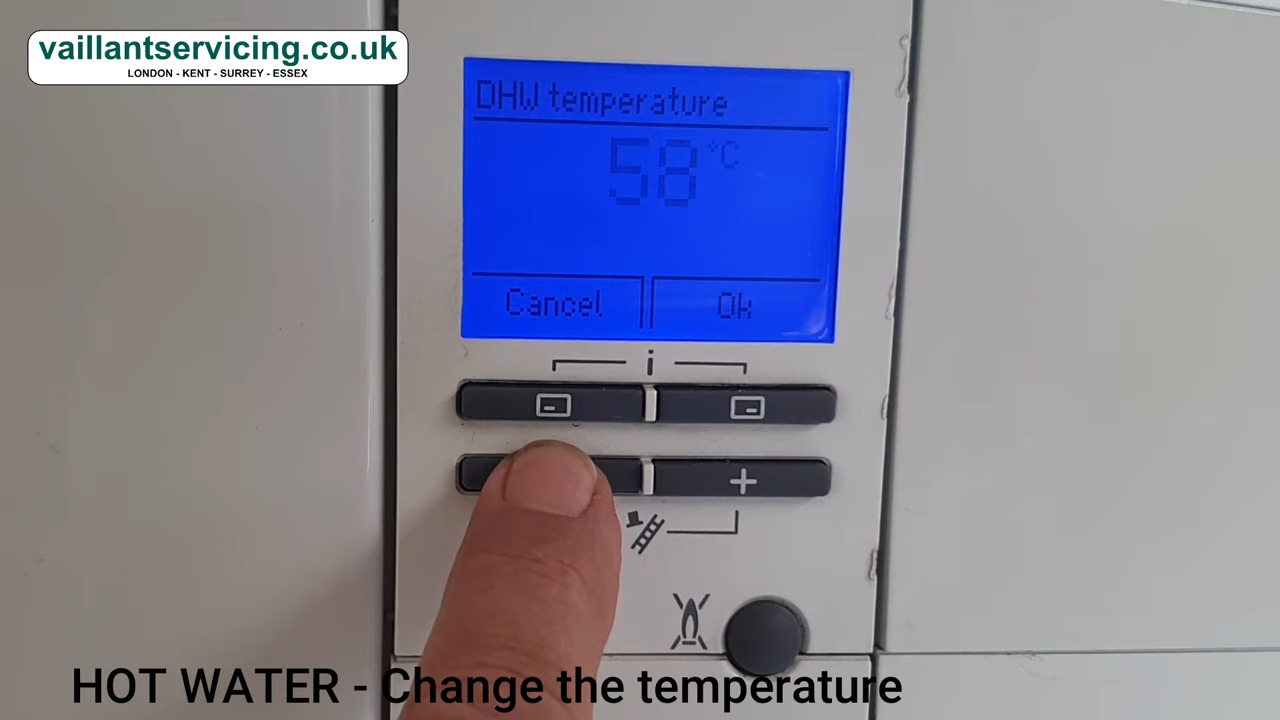 vaillantservicing.co.uk
LONDON - KENT - SURREY - ESSEX
DHW temperature
58 °C
Cancel
Ok
i
+
HOT WATER - Change the temperature